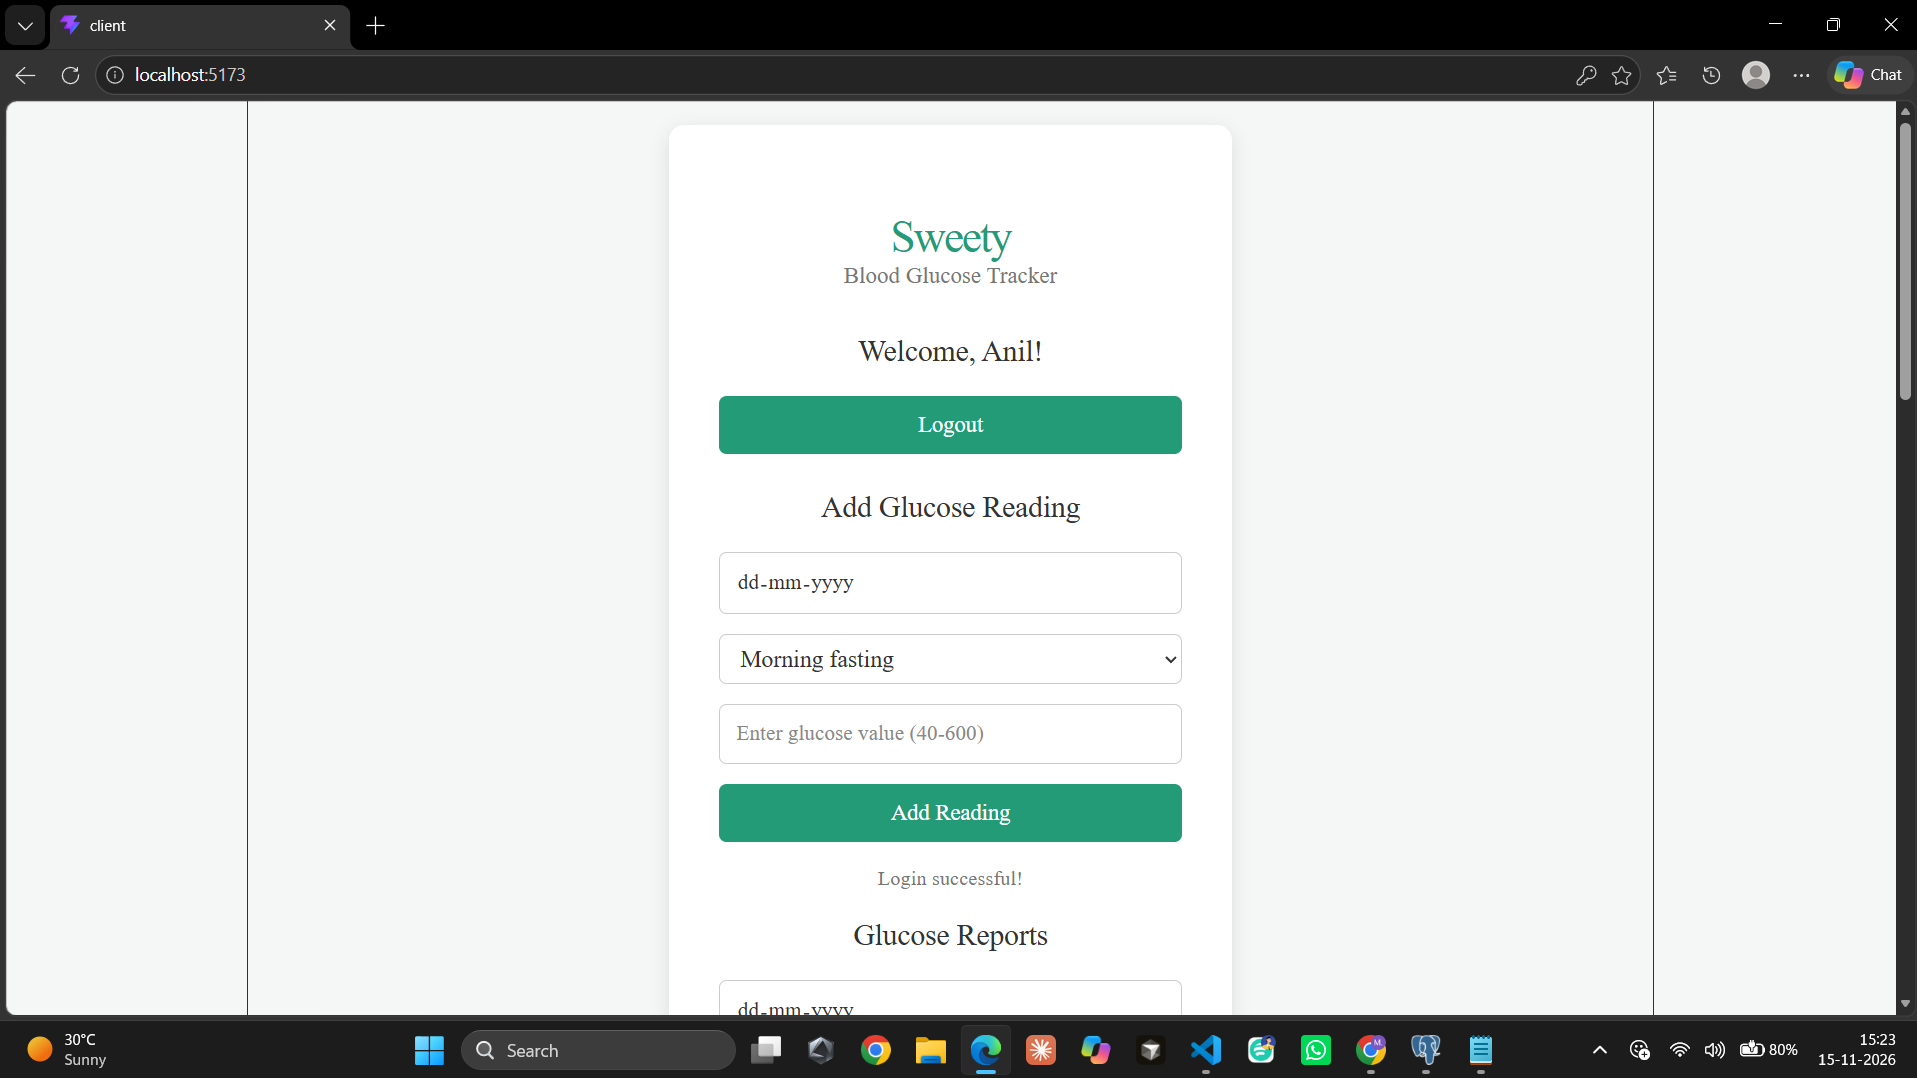 client
localhost:5173
Chat
Sweety
Blood Glucose Tracker
Welcome, Anil!
Logout
Add Glucose Reading
dd-mm-yyyy
Morning fasting
Enter glucose value (40-600)
Add Reading
Login successful!
Glucose Reports
dd-mm-yyyy
30°C
Sunny
Search
M
80%
15:23
15-11-2026